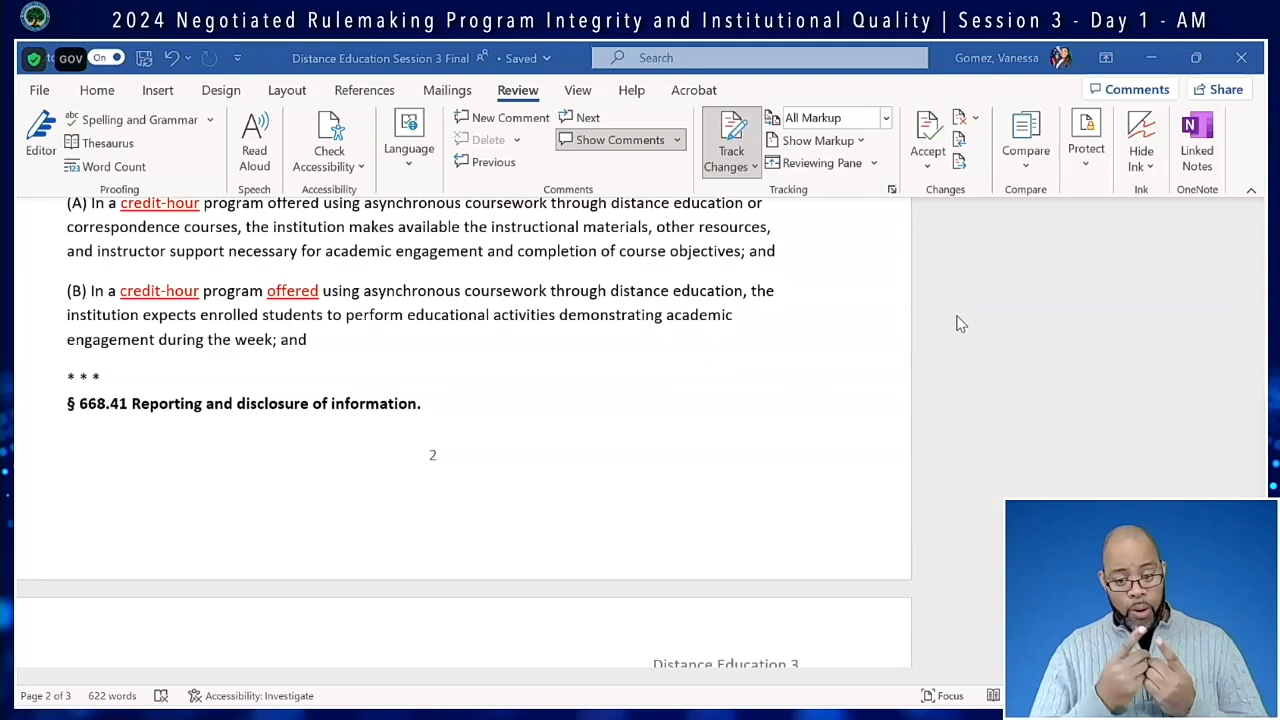 2024 Negotiated Rulemaking Program Integrity and Institutional Quality | Session 3 - Day 1 - AM
GOV On Distance Education Session 3 Final • Saved Search Gomez, Vanessa
File Home Insert Design Layout References Mailings Review View Help Acrobat Comments Share
Editor
abc Spelling and Grammar
Thesaurus
Word Count
Proofing
Read
Aloud
Speech
Check
Accessibility
Accessibility
Language
New Comment
Delete
Previous
Next
Show Comments
Comments
Track
Changes
All Markup
Show Markup
Reviewing Pane
Tracking
Accept
Changes
Compare
Compare
Protect
Hide
Ink
Ink
N
Linked
Notes
OneNote
(A) In a credit-hour program offered using asynchronous coursework through distance education or
correspondence courses, the institution makes available the instructional materials, other resources,
and instructor support necessary for academic engagement and completion of course objectives; and
(B) In a credit-hour program offered using asynchronous coursework through distance education, the
institution expects enrolled students to perform educational activities demonstrating academic
engagement during the week; and
* * *
§ 668.41 Reporting and disclosure of information.
2
Distance Education 3
Page 2 of 3 622 words Accessibility: Investigate Focus